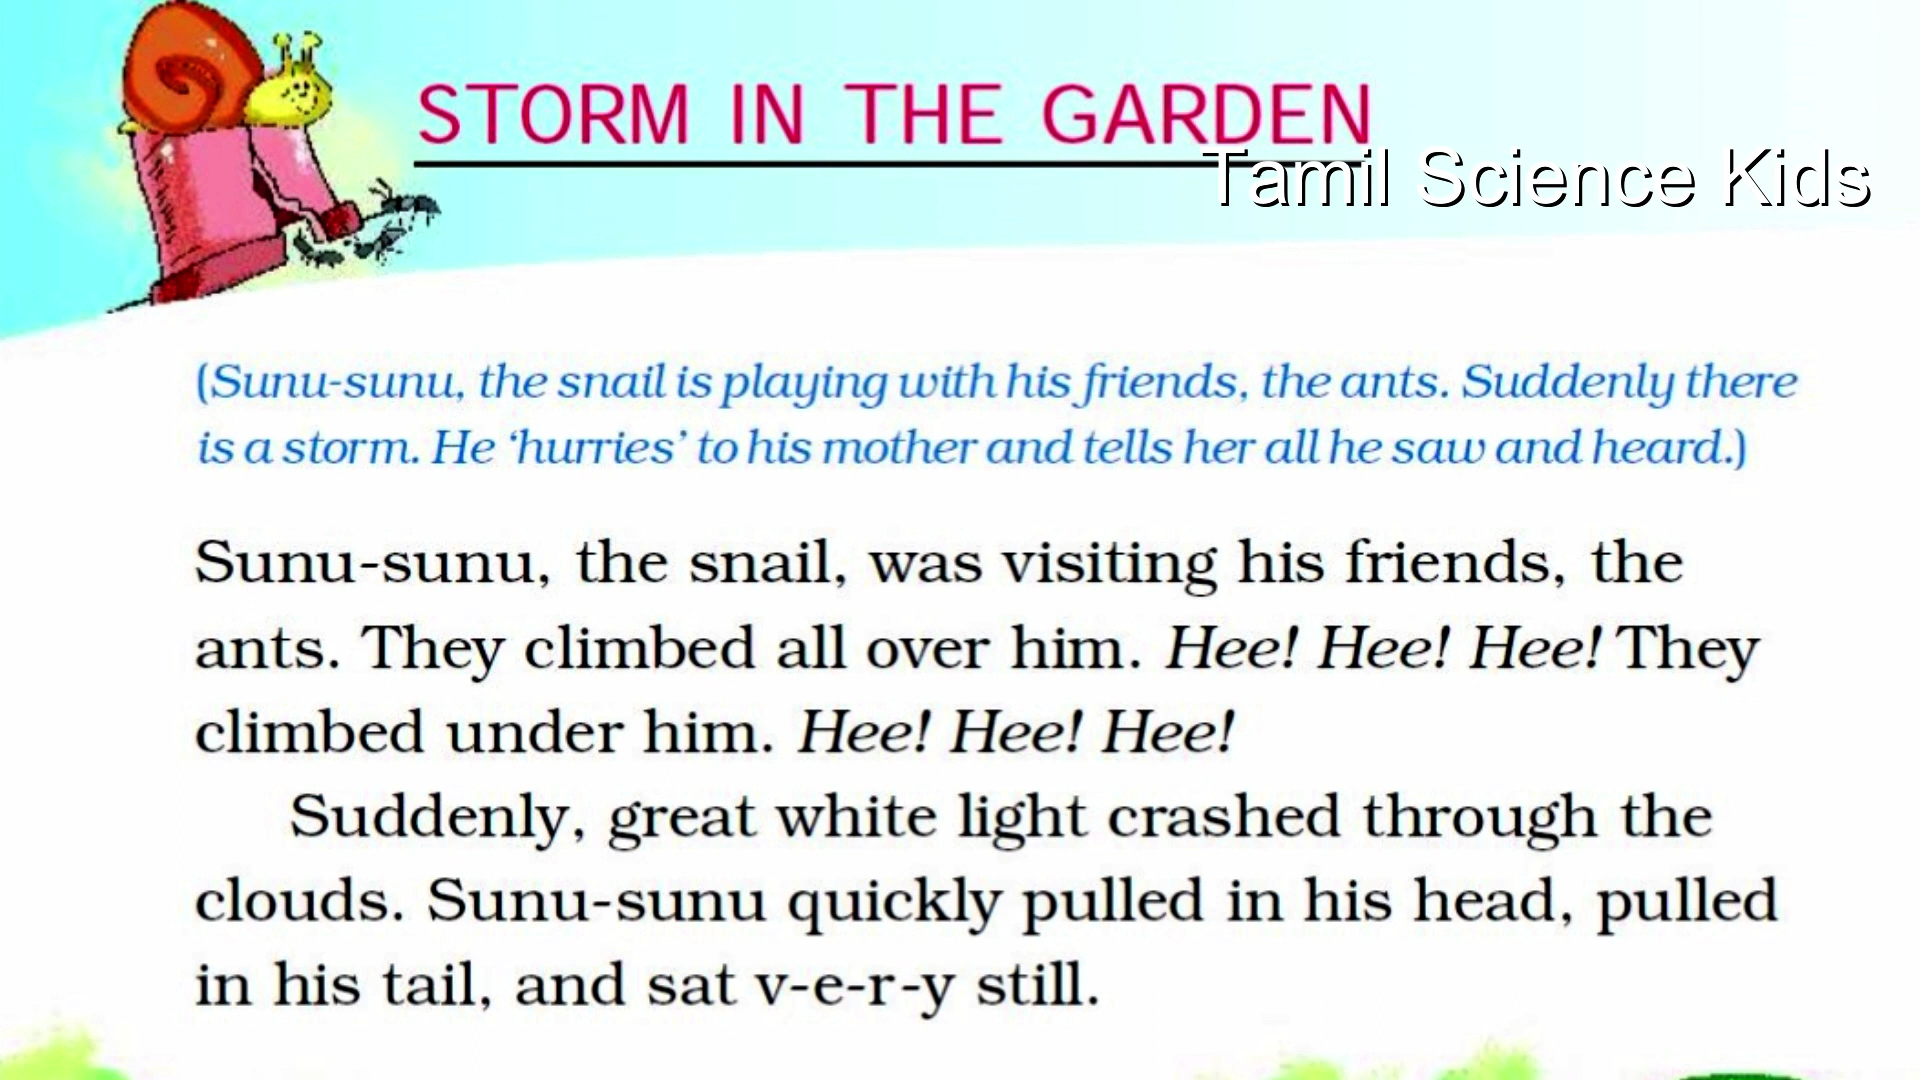 STORM IN THE GARDEN
Tamil Science Kids
(Sunu-sunu, the snail is playing with his friends, the ants. Suddenly there
is a storm. He ‘hurries’ to his mother and tells her all he saw and heard.)
Sunu-sunu, the snail, was visiting his friends, the
ants. They climbed all over him. Hee! Hee! Hee! They
climbed under him. Hee! Hee! Hee!
Suddenly, great white light crashed through the
clouds. Sunu-sunu quickly pulled in his head, pulled
in his tail, and sat v-e-r-y still.